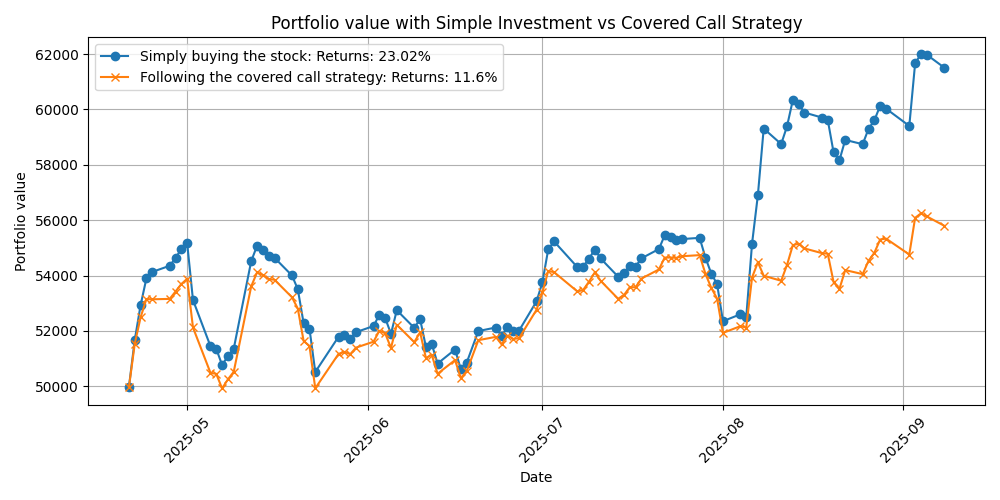 Portfolio value with Simple Investment vs Covered Call Strategy
Simply buying the stock: Returns: 23.02%
Following the covered call strategy: Returns: 11.6%
Portfolio value
62000
60000
58000
56000
54000
52000
50000
2025-05
2025-06
2025-07
2025-08
2025-09
Date